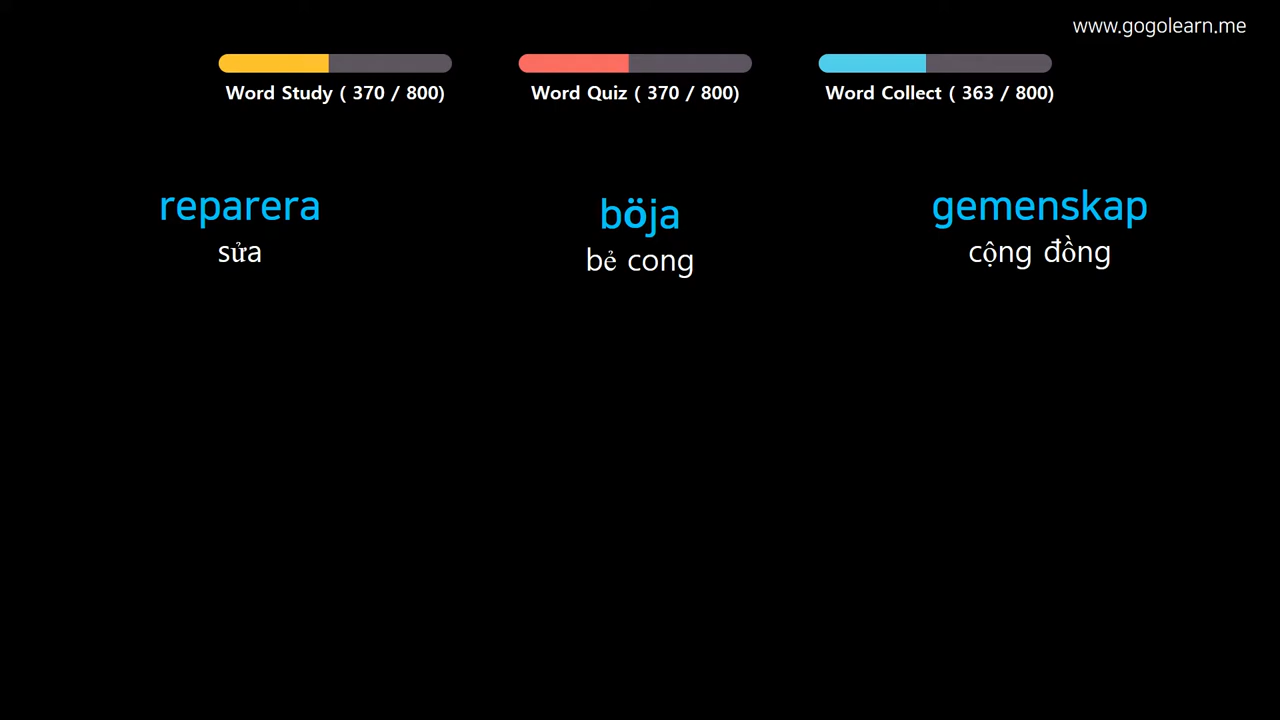 www.gogolearn.me
Word Study ( 370 / 800)
Word Quiz ( 370 / 800)
Word Collect ( 363 / 800)
reparera
sửa
böja
bẻ cong
gemenskap
cộng đồng